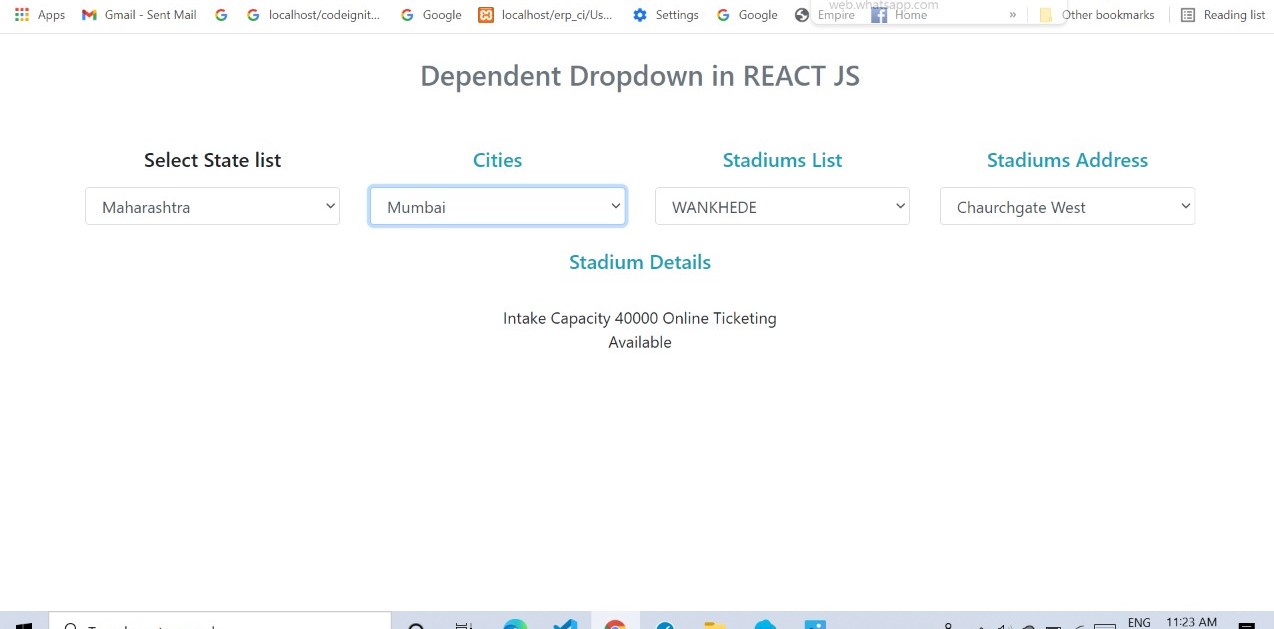 Apps Gmail - Sent Mail localhost/codeignit... Google localhost/erp_ci/Us... Settings Google Empire Home » Other bookmarks Reading list
web.whatsapp.com
Dependent Dropdown in REACT JS
Select State list Cities Stadiums List Stadiums Address
Maharashtra Mumbai WANKHEDE Chaurchgate West
Stadium Details
Intake Capacity 40000 Online Ticketing
Available
ENG 11:23 AM